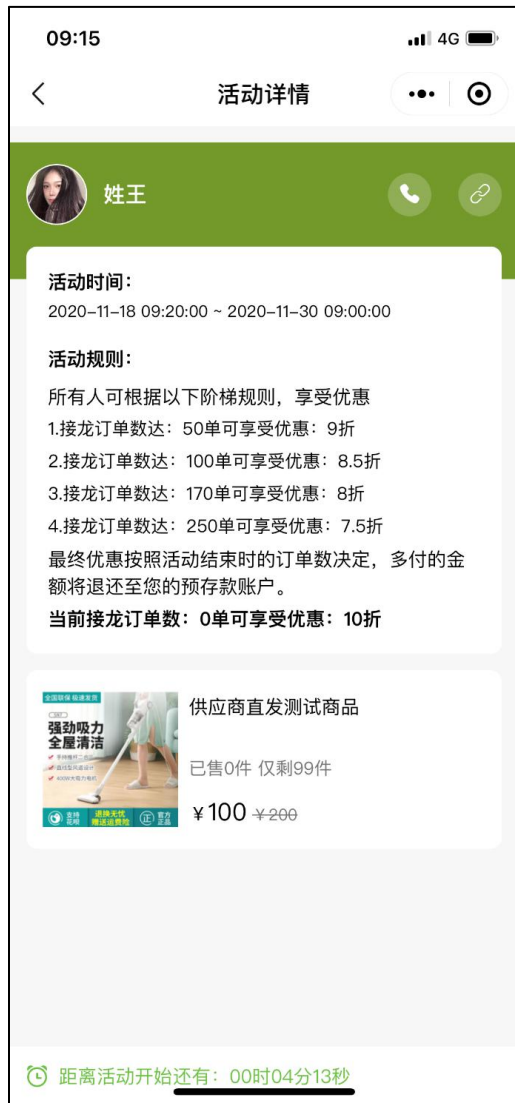 09:15
4G
活动详情
姓王
活动时间：
2020-11-18 09:20:00 ~ 2020-11-30 09:00:00
活动规则：
所有人可根据以下阶梯规则，享受优惠
1.接龙订单数达：50单可享受优惠：9折
2.接龙订单数达：100单可享受优惠：8.5折
3.接龙订单数达：170单可享受优惠：8折
4.接龙订单数达：250单可享受优惠：7.5折
最终优惠按照活动结束时的订单数决定，多付的金
额将退还至您的预存款账户。
当前接龙订单数：0单可享受优惠：10折
全国联保 极速发货
强劲吸力
全屋清洁
支持
花呗
退换无忧
赠送运费险
正
官方
正品
供应商直发测试商品
已售0件 仅剩99件
¥100 ¥200
距离活动开始还有：00时04分13秒